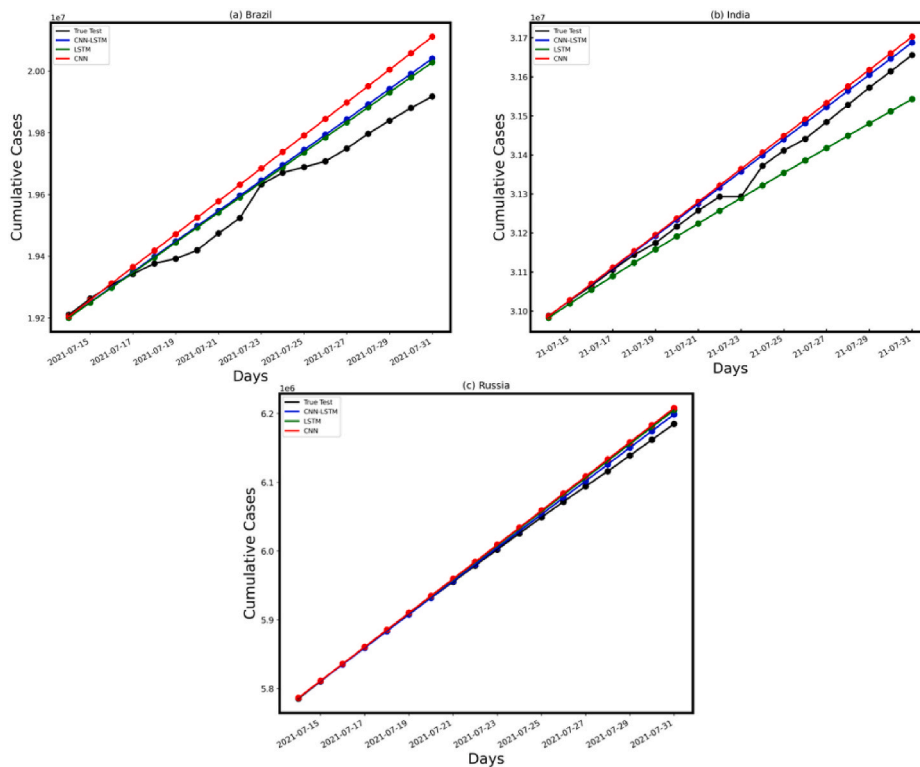 (a) Brazil
1e7
True Test
CNN-LSTM
LSTM
CNN
2.00
1.98
1.96
1.94
1.92
Cumulative Cases
2021-07-15
2021-07-17
2021-07-19
2021-07-21
2021-07-23
2021-07-25
2021-07-27
2021-07-29
2021-07-31
Days
(b) India
1e7
True Test
CNN-LSTM
LSTM
CNN
3.17
3.16
3.15
3.13
3.12
3.11
3.10
Cumulative Cases
21-07-15
21-07-17
21-07-19
21-07-21
21-07-23
21-07-25
21-07-27
21-07-29
21-07-31
Days
(c) Russia
1e6
True Test
CNN-LSTM
LSTM
CNN
6.2
6.1
6.0
5.9
5.8
Cumulative Cases
2021-07-15
2021-07-17
2021-07-19
2021-07-21
2021-07-23
2021-07-25
2021-07-27
2021-07-29
2021-07-31
Days